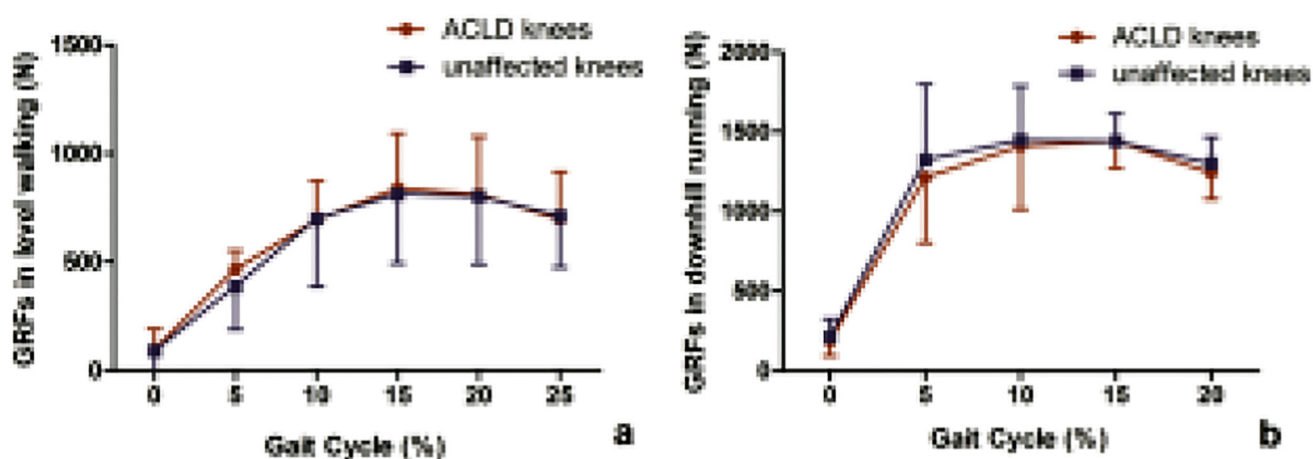 ACLD knees
unaffected knees
GRFs in level walking (N)
1500
1000
500
0
0 5 10 15 20 25
Gait Cycle (%)
a
ACLD knees
unaffected knees
GRFs in downhill running (N)
2000
1500
1000
500
0
0 5 10 15 20
Gait Cycle (%)
b